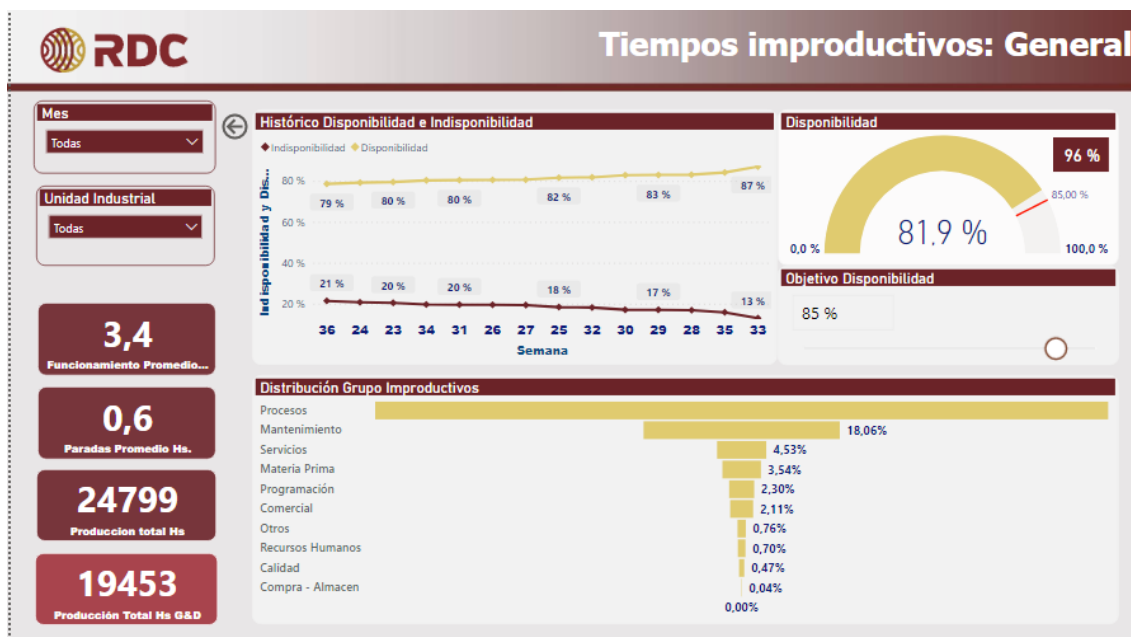 RDC
Tiempos improductivos: General
Mes
Todas
Unidad Industrial
Todas
3,4
Funcionamiento Promedio...
0,6
Paradas Promedio Hs.
24799
Produccion total Hs
19453
Producción Total Hs G&D
Histórico Disponibilidad e Indisponibilidad
Indisponibilidad Disponibilidad
Indisponibilidad y Dis...
80 %
60 %
40 %
20 %
79 % 80 % 80 % 82 % 83 % 87 %
21 % 20 % 20 % 18 % 17 % 13 %
36 24 23 34 31 26 27 25 32 30 29 28 35 33
Semana
Disponibilidad
96 %
85,00 %
81,9 %
0,0 %
100,0 %
Objetivo Disponibilidad
85 %
Distribución Grupo Improductivos
Procesos
Mantenimiento 18,06%
Servicios 4,53%
Materia Prima 3,54%
Programación 2,30%
Comercial 2,11%
Otros 0,76%
Recursos Humanos 0,70%
Calidad 0,47%
Compra - Almacen 0,04%
0,00%